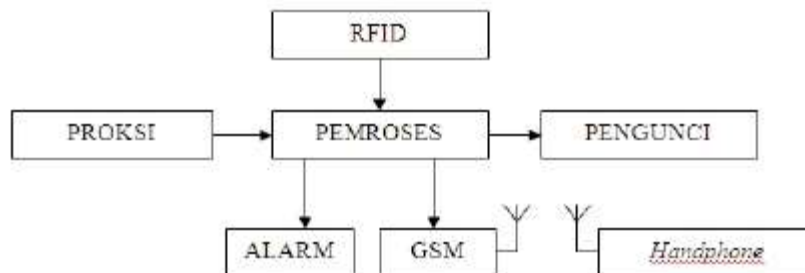 RFID
PROKSI
PEMROSES
PENGUNCI
ALARM
GSM
Handphone